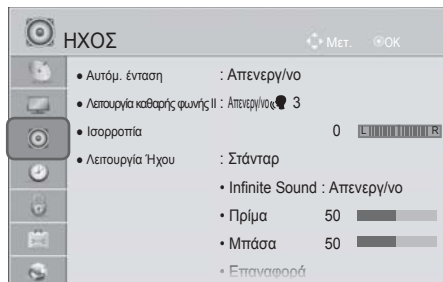 ΗΧΟΣ Μετ. OK
• Αυτόμ. ένταση : Απενεργ/νο
• Λειτουργία καθαρής φωνής II : Απενεργ/νο 3
• Ισορροπία 0 L R
• Λειτουργία Ήχου : Στάνταρ
• Infinite Sound : Απενεργ/νο
• Πρίμα 50
• Μπάσα 50
• Επαναφορά